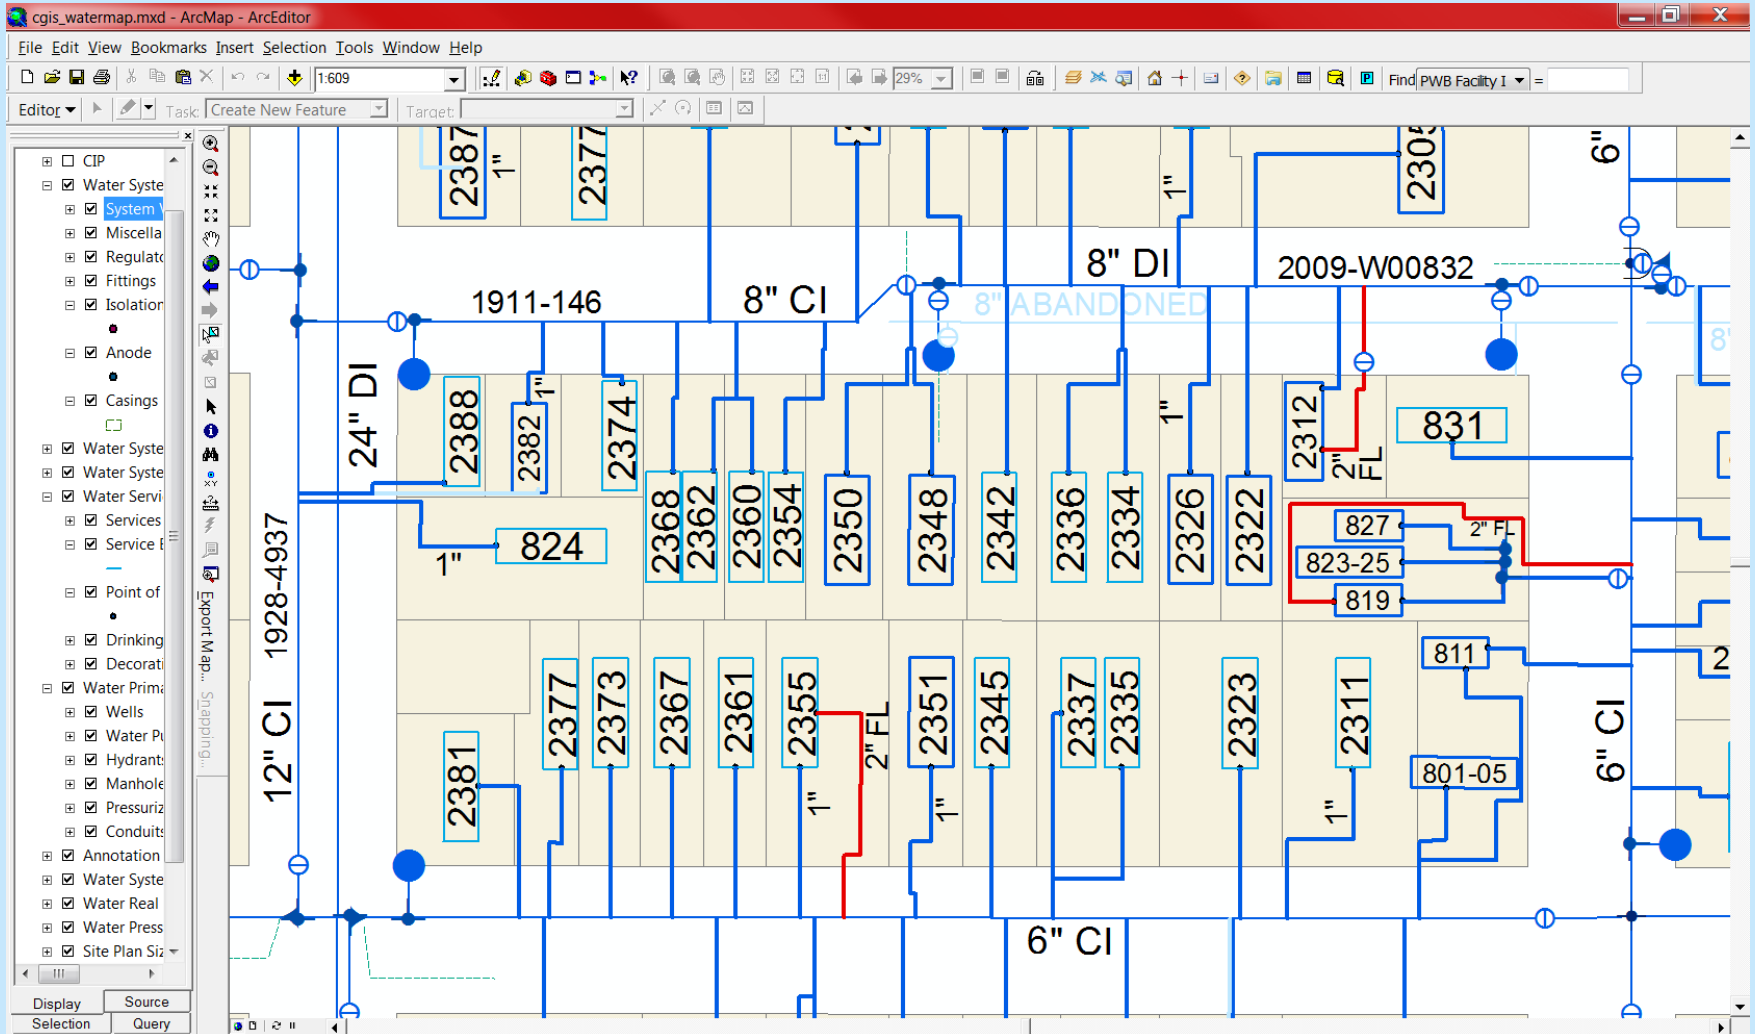 cgis_watermap.mxd - ArcMap - ArcEditor
File Edit View Bookmarks Insert Selection Tools Window Help
1:609
29%
Find PWB Facility I =
Editor Task: Create New Feature Target:
CIP
Water Syste
System
Miscella
Regulato
Fittings
Isolation
Anode
Casings
Water Syste
Water Syste
Water Servi
Services
Service
Point of
Drinking
Decorati
Water Prima
Wells
Water Pu
Hydrants
Manhole
Pressuriz
Conduits
Annotation
Water Syste
Water Real
Water Press
Site Plan Siz
Display Source
Selection Query
Export Map...
Snapping...
2387
1"
2377
1"
2305
6"
8" DI
2009-W00832
1911-146
8" CI
8" ABANDONED
8"
24" DI
2388
2382
1"
2374
2368
2362
2360
2354
2350
2348
2342
2336
2334
1"
2326
2322
2312
2"
FL
831
1928-4937
824
1"
827
2" FL
823-25
819
12" CI
2381
2377
2373
2367
2361
2355
1"
2" FL
2351
1"
2345
2337
2335
2323
2311
1"
811
801-05
6" CI
2
6" CI